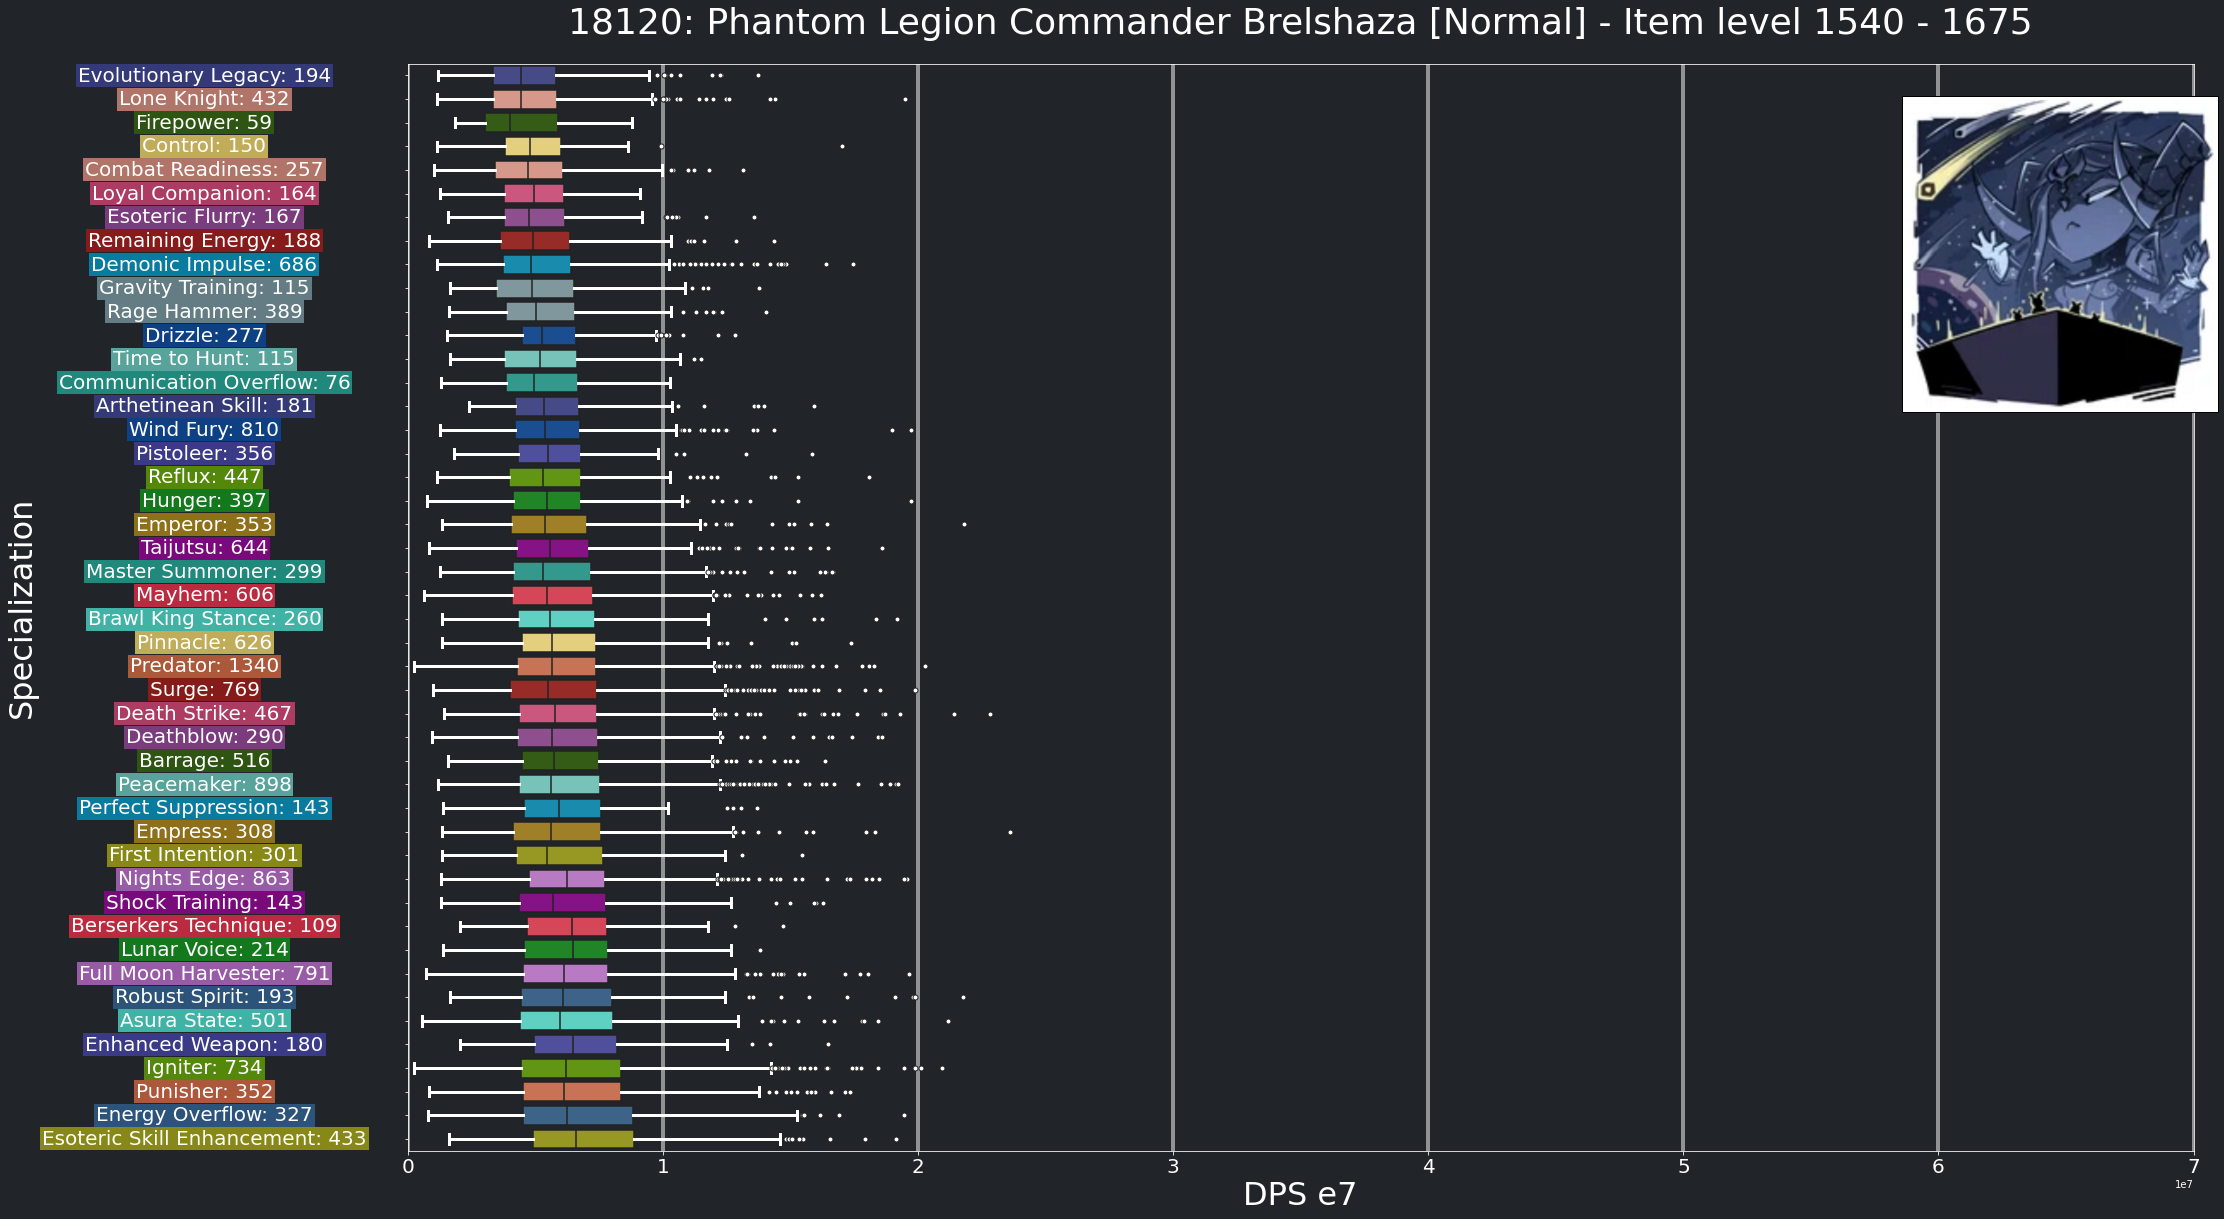 18120: Phantom Legion Commander Brelshaza [Normal] - Item level 1540 - 1675
Specialization
Evolutionary Legacy: 194
Lone Knight: 432
Firepower: 59
Control: 150
Combat Readiness: 257
Loyal Companion: 164
Esoteric Flurry: 167
Remaining Energy: 188
Demonic Impulse: 686
Gravity Training: 115
Rage Hammer: 389
Drizzle: 277
Time to Hunt: 115
Communication Overflow: 76
Arthetinean Skill: 181
Wind Fury: 810
Pistoleer: 356
Reflux: 447
Hunger: 397
Emperor: 353
Taijutsu: 644
Master Summoner: 299
Mayhem: 606
Brawl King Stance: 260
Pinnacle: 626
Predator: 1340
Surge: 769
Death Strike: 467
Deathblow: 290
Barrage: 516
Peacemaker: 898
Perfect Suppression: 143
Empress: 308
First Intention: 301
Nights Edge: 863
Shock Training: 143
Berserkers Technique: 109
Lunar Voice: 214
Full Moon Harvester: 791
Robust Spirit: 193
Asura State: 501
Enhanced Weapon: 180
Igniter: 734
Punisher: 352
Energy Overflow: 327
Esoteric Skill Enhancement: 433
0 1 2 3 4 5 6 7
1e7
DPS e7